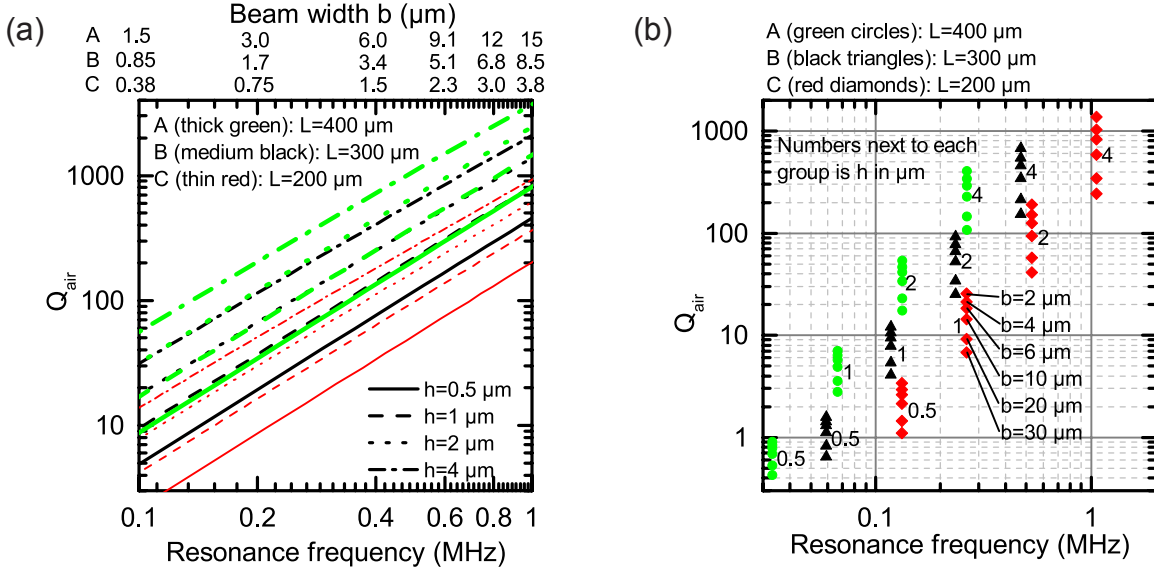 (a)
Beam width b (µm)
A 1.5 3.0 6.0 9.1 12 15
B 0.85 1.7 3.4 5.1 6.8 8.5
C 0.38 0.75 1.5 2.3 3.0 3.8
A (thick green): L=400 µm
B (medium black): L=300 µm
C (thin red): L=200 µm
1000
100
10
Q_air
h=0.5 µm
h=1 µm
h=2 µm
h=4 µm
0.1 0.2 0.4 0.6 0.8 1
Resonance frequency (MHz)
(b)
A (green circles): L=400 µm
B (black triangles): L=300 µm
C (red diamonds): L=200 µm
Numbers next to each
group is h in µm
1000
100
10
1
Q_air
0.5
1
2
4
0.5
1
2
4
0.5
1
2
4
b=2 µm
b=4 µm
b=6 µm
b=10 µm
b=20 µm
b=30 µm
0.1 1
Resonance frequency (MHz)